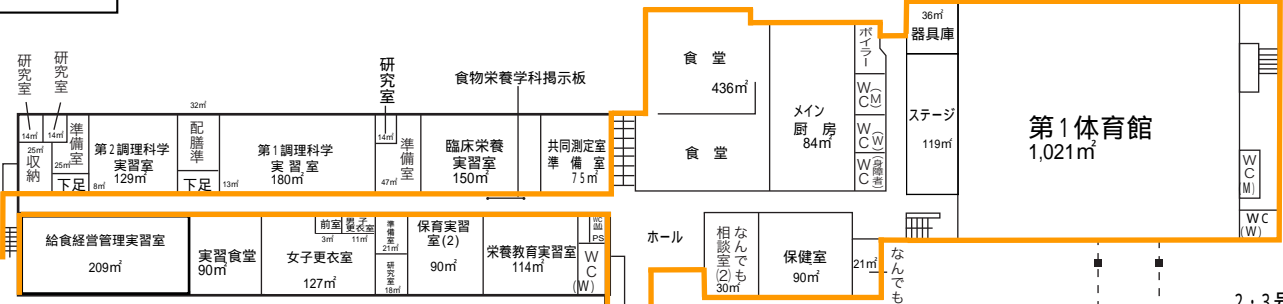 研究室
研究室
研究室
食物栄養学科掲示板
32㎡
14㎡
14㎡
準備室
25㎡
収納
25㎡
下足
第2調理科学
実習室
129㎡
8㎡
配膳準
下足
第1調理科学
実習室
180㎡
13㎡
14㎡
準備室
47㎡
臨床栄養
実習室
150㎡
共同測定室
準備室
75㎡
食堂
436㎡
食堂
メイン
厨房
84㎡
ボイラー
WC(M)
WC(W)
WC(身障者)
36㎡
器具庫
ステージ
119㎡
第1体育館
1,021㎡
WC
M)
WC
(W)
給食経営管理実習室
209㎡
実習食堂
90㎡
前室
3㎡
男子
更衣室
11㎡
女子更衣室
127㎡
準備室
21㎡
研究室
18㎡
保育実習
室(2)
90㎡
栄養教育実習室
114㎡
PS
WC
(W)
ホール
なんでも
相談室(2)
30㎡
保健室
90㎡
21㎡
なんでも